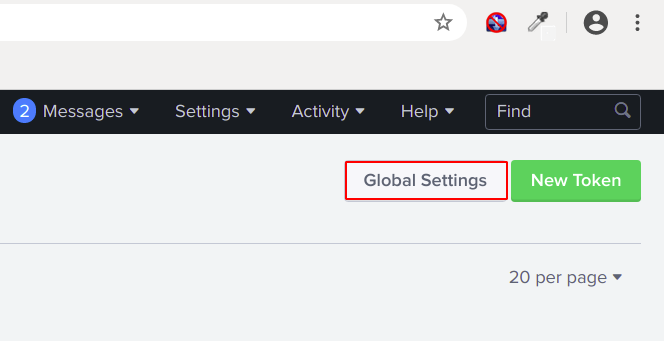 2 Messages Settings Activity Help Find
Global Settings New Token
20 per page